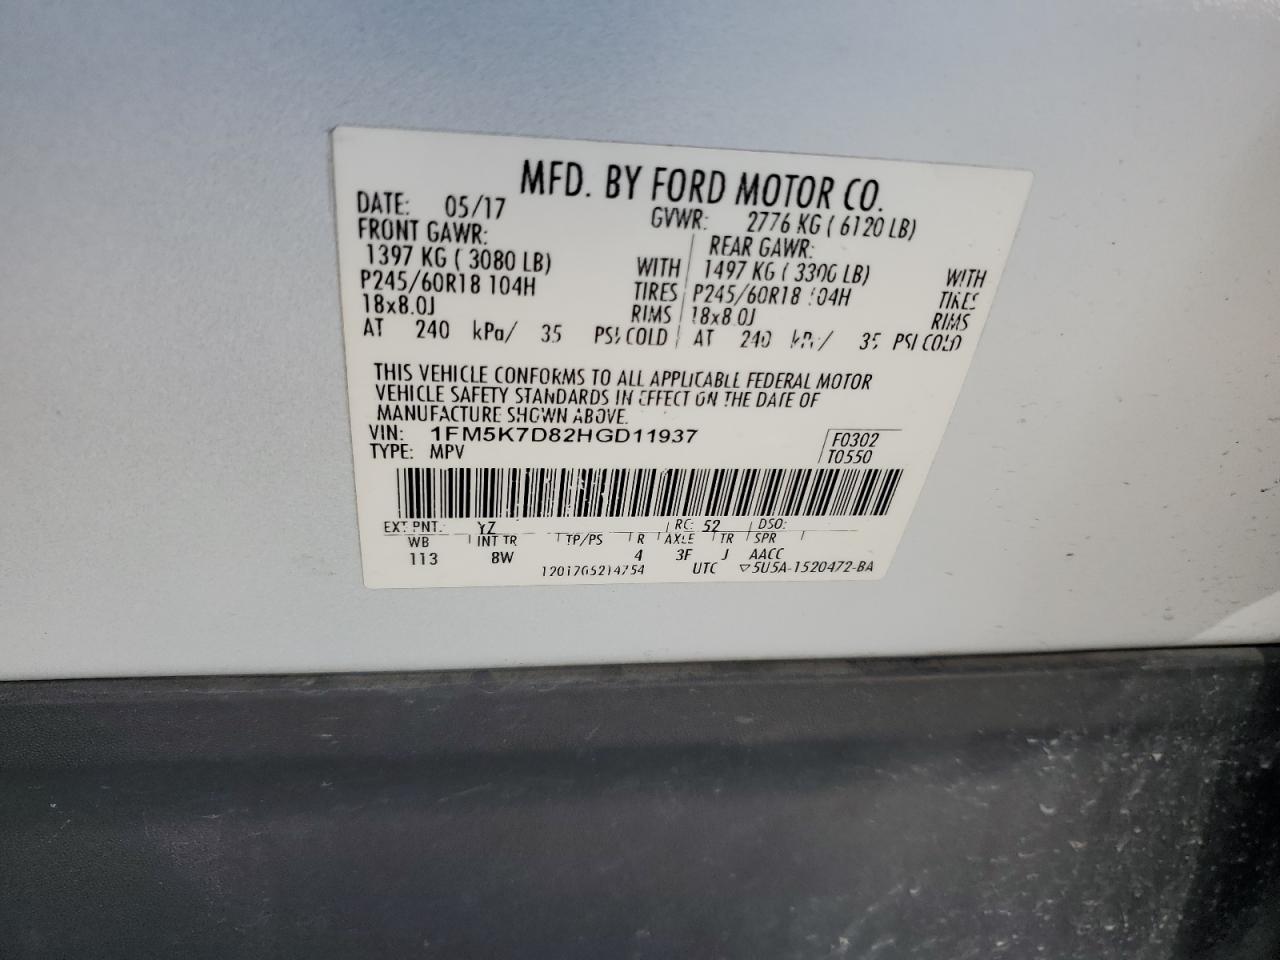 MFD. BY FORD MOTOR CO.
DATE: 05/17 GVWR: 2776 KG ( 6120 LB)
FRONT GAWR: REAR GAWR:
1397 KG ( 3080 LB) WITH 1497 KG ( 3300 LB) WITH
P245/60R18 104H TIRES P245/60R18 104H TIRES
18x8.0J RIMS 18x8.0J RIMS
AT 240 kPa/ 35 PSI COLD AT 240 kPa/ 35 PSI COLD
THIS VEHICLE CONFORMS TO ALL APPLICABLE FEDERAL MOTOR
VEHICLE SAFETY STANDARDS IN EFFECT ON THE DATE OF
MANUFACTURE SHOWN ABOVE.
VIN: 1FM5K7D82HGD11937 F0302
TYPE: MPV T0550
EXT PNT: YZ RC: 52 DSO:
WB INT TR TP/PS R AXLE TR SPR
113 8W 4 3F J AACC
UTC ▽5U5A-1520472-BA